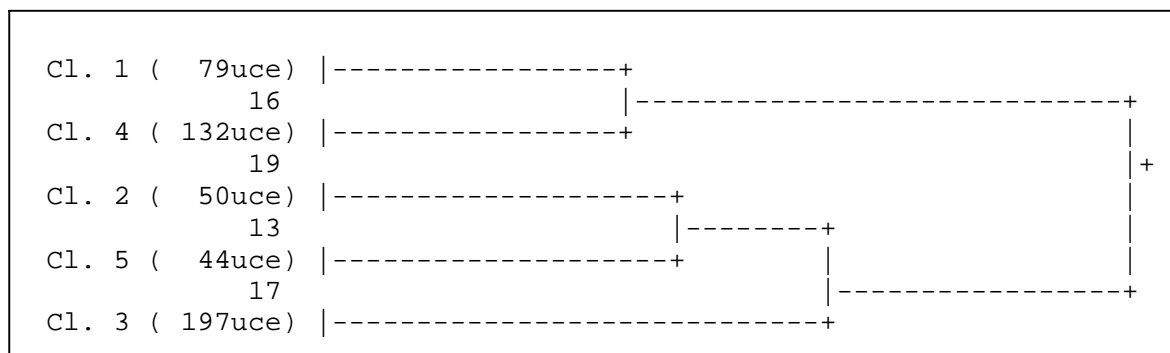 Cl. 1 (  79uce) |-----------------+
16 |-----------------------------+
Cl. 4 ( 132uce) |-----------------+ |
19 |+
Cl. 2 (  50uce) |--------------------+ |
13 |--------+ |
Cl. 5 (  44uce) |--------------------+ | |
17 |-----------------+
Cl. 3 ( 197uce) |-----------------------------+